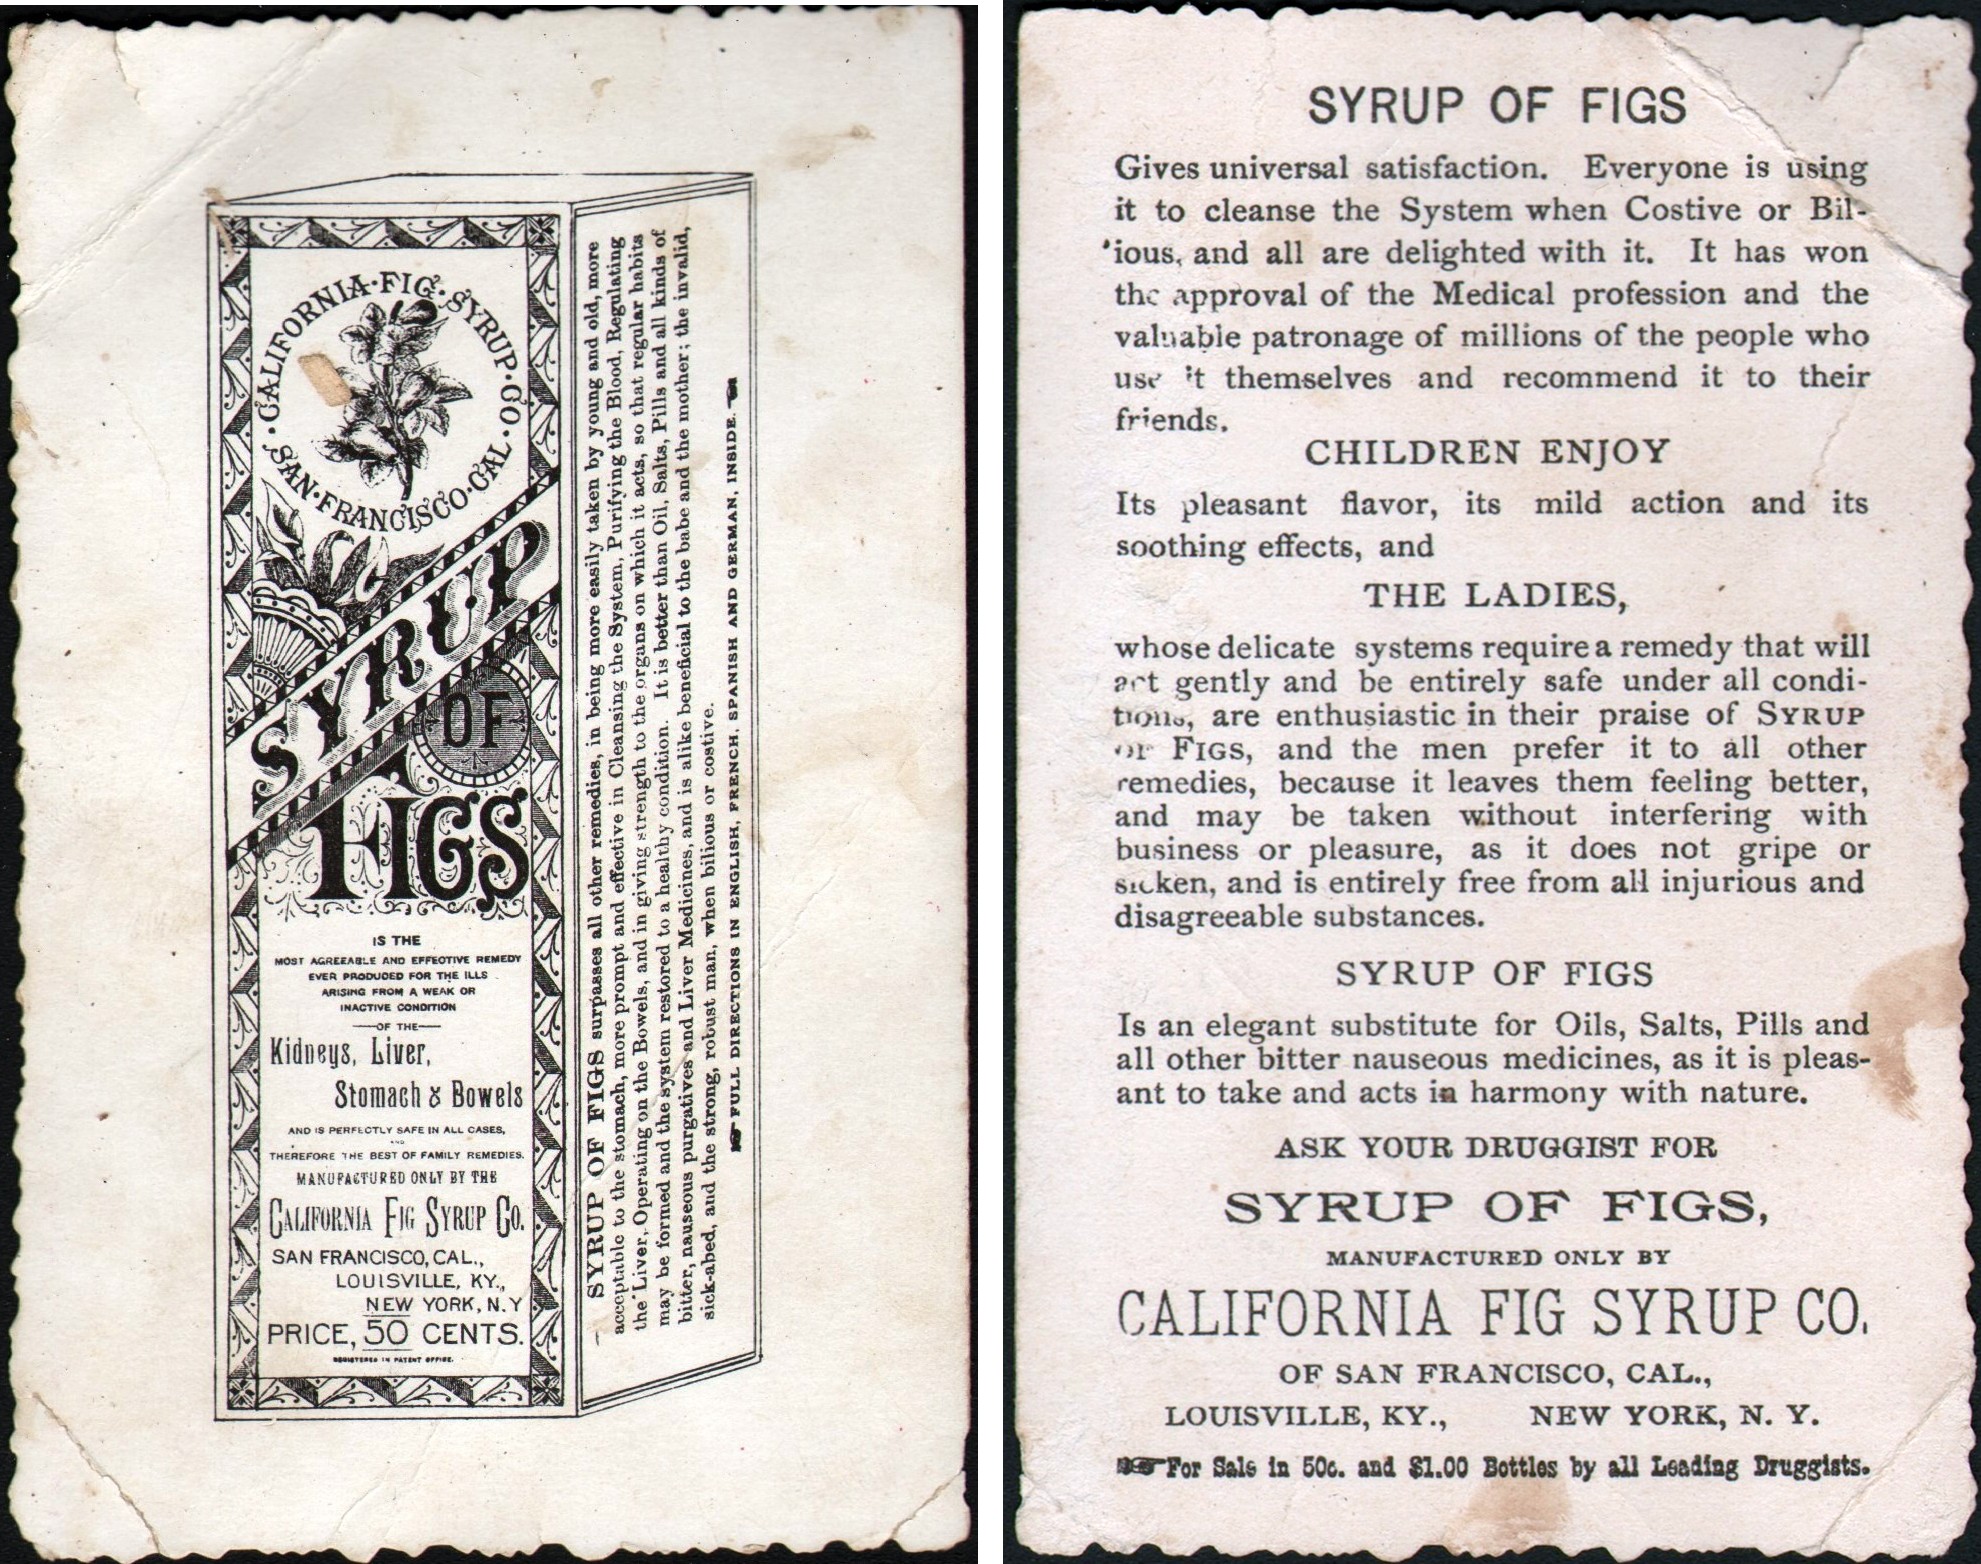 ·CALIFORNIA·FIG·SYRUP·CO·
·SAN·FRANCISCO·CAL·
SYRUP
OF
FIGS
IS THE
MOST AGREEABLE AND EFFECTIVE REMEDY
EVER PRODUCED FOR THE ILLS
ARISING FROM A WEAK OR
INACTIVE CONDITION
—OF THE—
Kidneys, Liver,
Stomach & Bowels
AND IS PERFECTLY SAFE IN ALL CASES,
AND
THEREFORE THE BEST OF FAMILY REMEDIES.
MANUFACTURED ONLY BY THE
CALIFORNIA FIG SYRUP CO.
SAN FRANCISCO, CAL.,
LOUISVILLE, KY.,
NEW YORK, N.Y
PRICE, 50 CENTS.
REGISTERED IN PATENT OFFICE.
SYRUP OF FIGS surpasses all other remedies, in being more easily taken by young and old, more
acceptable to the stomach, more prompt and effective in Cleansing the System, Purifying the Blood, Regulating
the Liver, Operating on the Bowels, and in giving strength to the organs on which it acts, so that regular habits
may be formed and the system restored to a healthy condition. It is better than Oil, Salts, Pills and all kinds of
bitter, nauseous purgatives and Liver Medicines, and is alike beneficial to the babe and the mother; the invalid,
sick-abed, and the strong, robust man, when bilious or costive.
☛ FULL DIRECTIONS IN ENGLISH, FRENCH, SPANISH AND GERMAN, INSIDE. ☚
SYRUP OF FIGS
Gives universal satisfaction. Everyone is using
it to cleanse the System when Costive or Bil-
ious, and all are delighted with it. It has won
the approval of the Medical profession and the
valuable patronage of millions of the people who
use it themselves and recommend it to their
friends.
CHILDREN ENJOY
Its pleasant flavor, its mild action and its
soothing effects, and
THE LADIES,
whose delicate systems require a remedy that will
act gently and be entirely safe under all condi-
tions, are enthusiastic in their praise of SYRUP
OF FIGS, and the men prefer it to all other
remedies, because it leaves them feeling better,
and may be taken without interfering with
business or pleasure, as it does not gripe or
sicken, and is entirely free from all injurious and
disagreeable substances.
SYRUP OF FIGS
Is an elegant substitute for Oils, Salts, Pills and
all other bitter nauseous medicines, as it is pleas-
ant to take and acts in harmony with nature.
ASK YOUR DRUGGIST FOR
SYRUP OF FIGS,
MANUFACTURED ONLY BY
CALIFORNIA FIG SYRUP CO.
OF SAN FRANCISCO, CAL.,
LOUISVILLE, KY., NEW YORK, N. Y.
☛ For Sale in 50c. and $1.00 Bottles by all Leading Druggists.